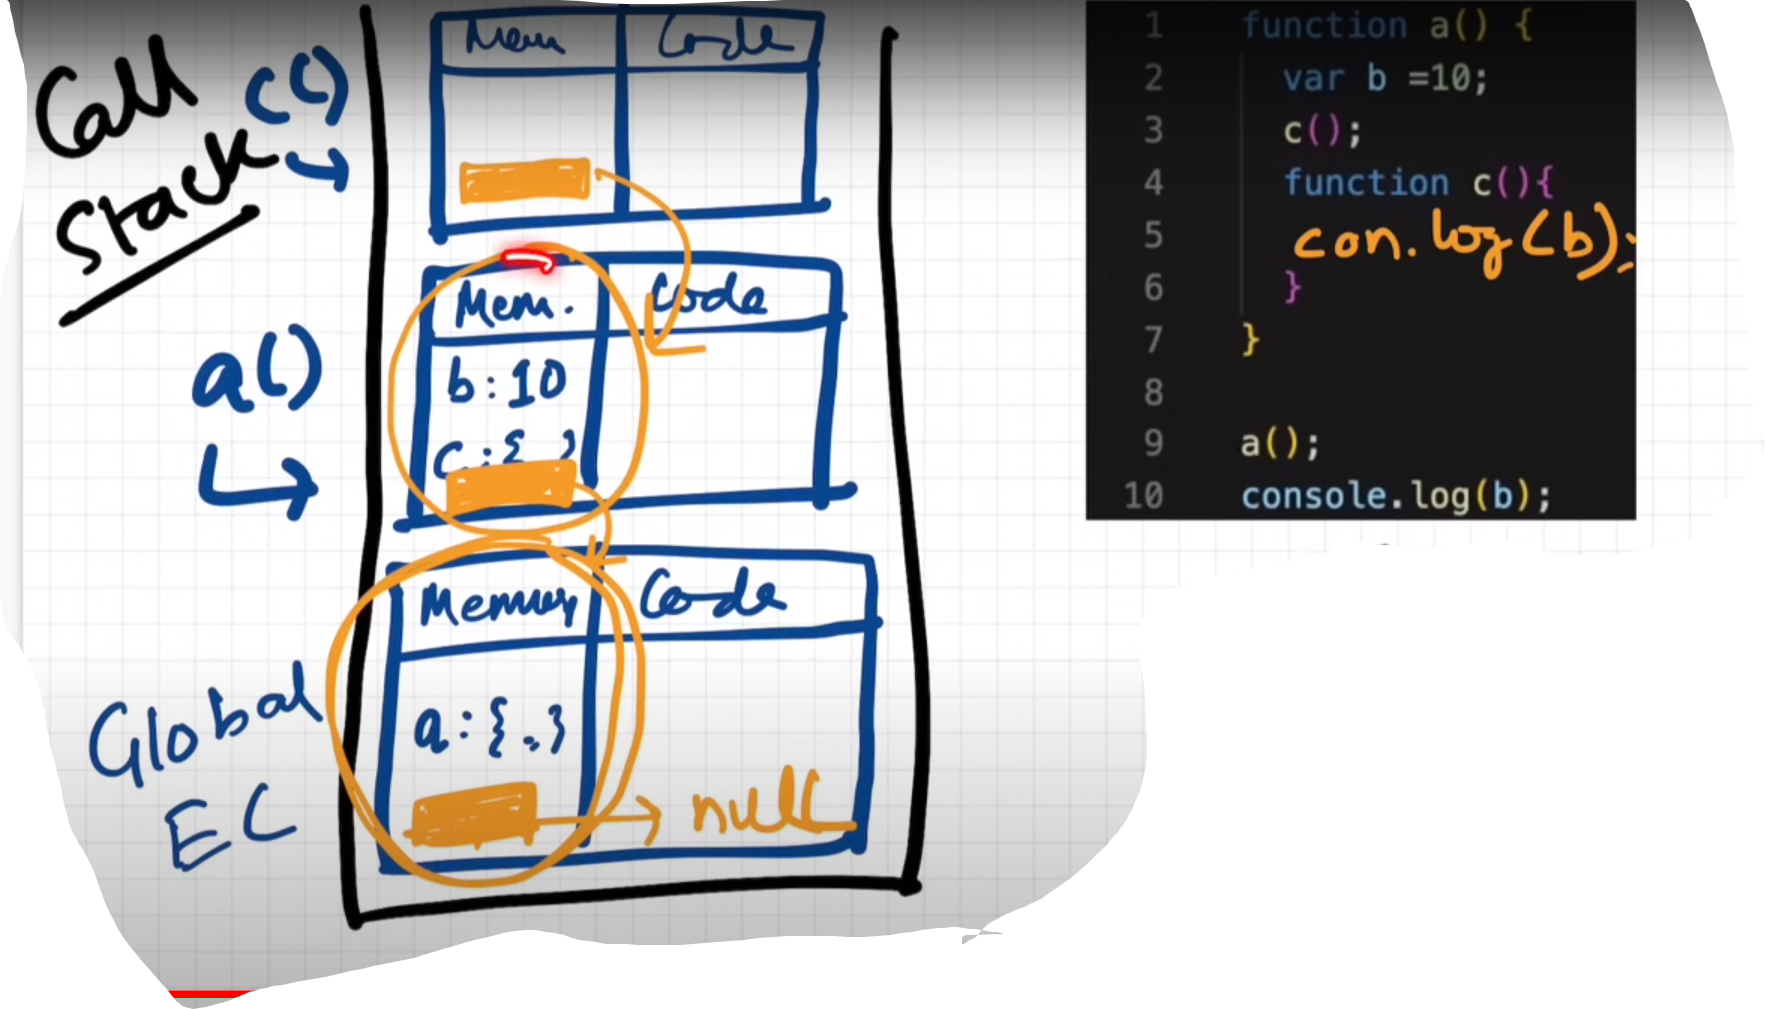 Call
Stack
c()
Mem Code
a()
Mem. Code
b:10
c:{ }
Global
EC
Memory Code
a:{.}
null
1 function a() {
2 var b =10;
3 c();
4 function c(){
5 con.log(b);
6 }
7 }
8
9 a();
10 console.log(b);